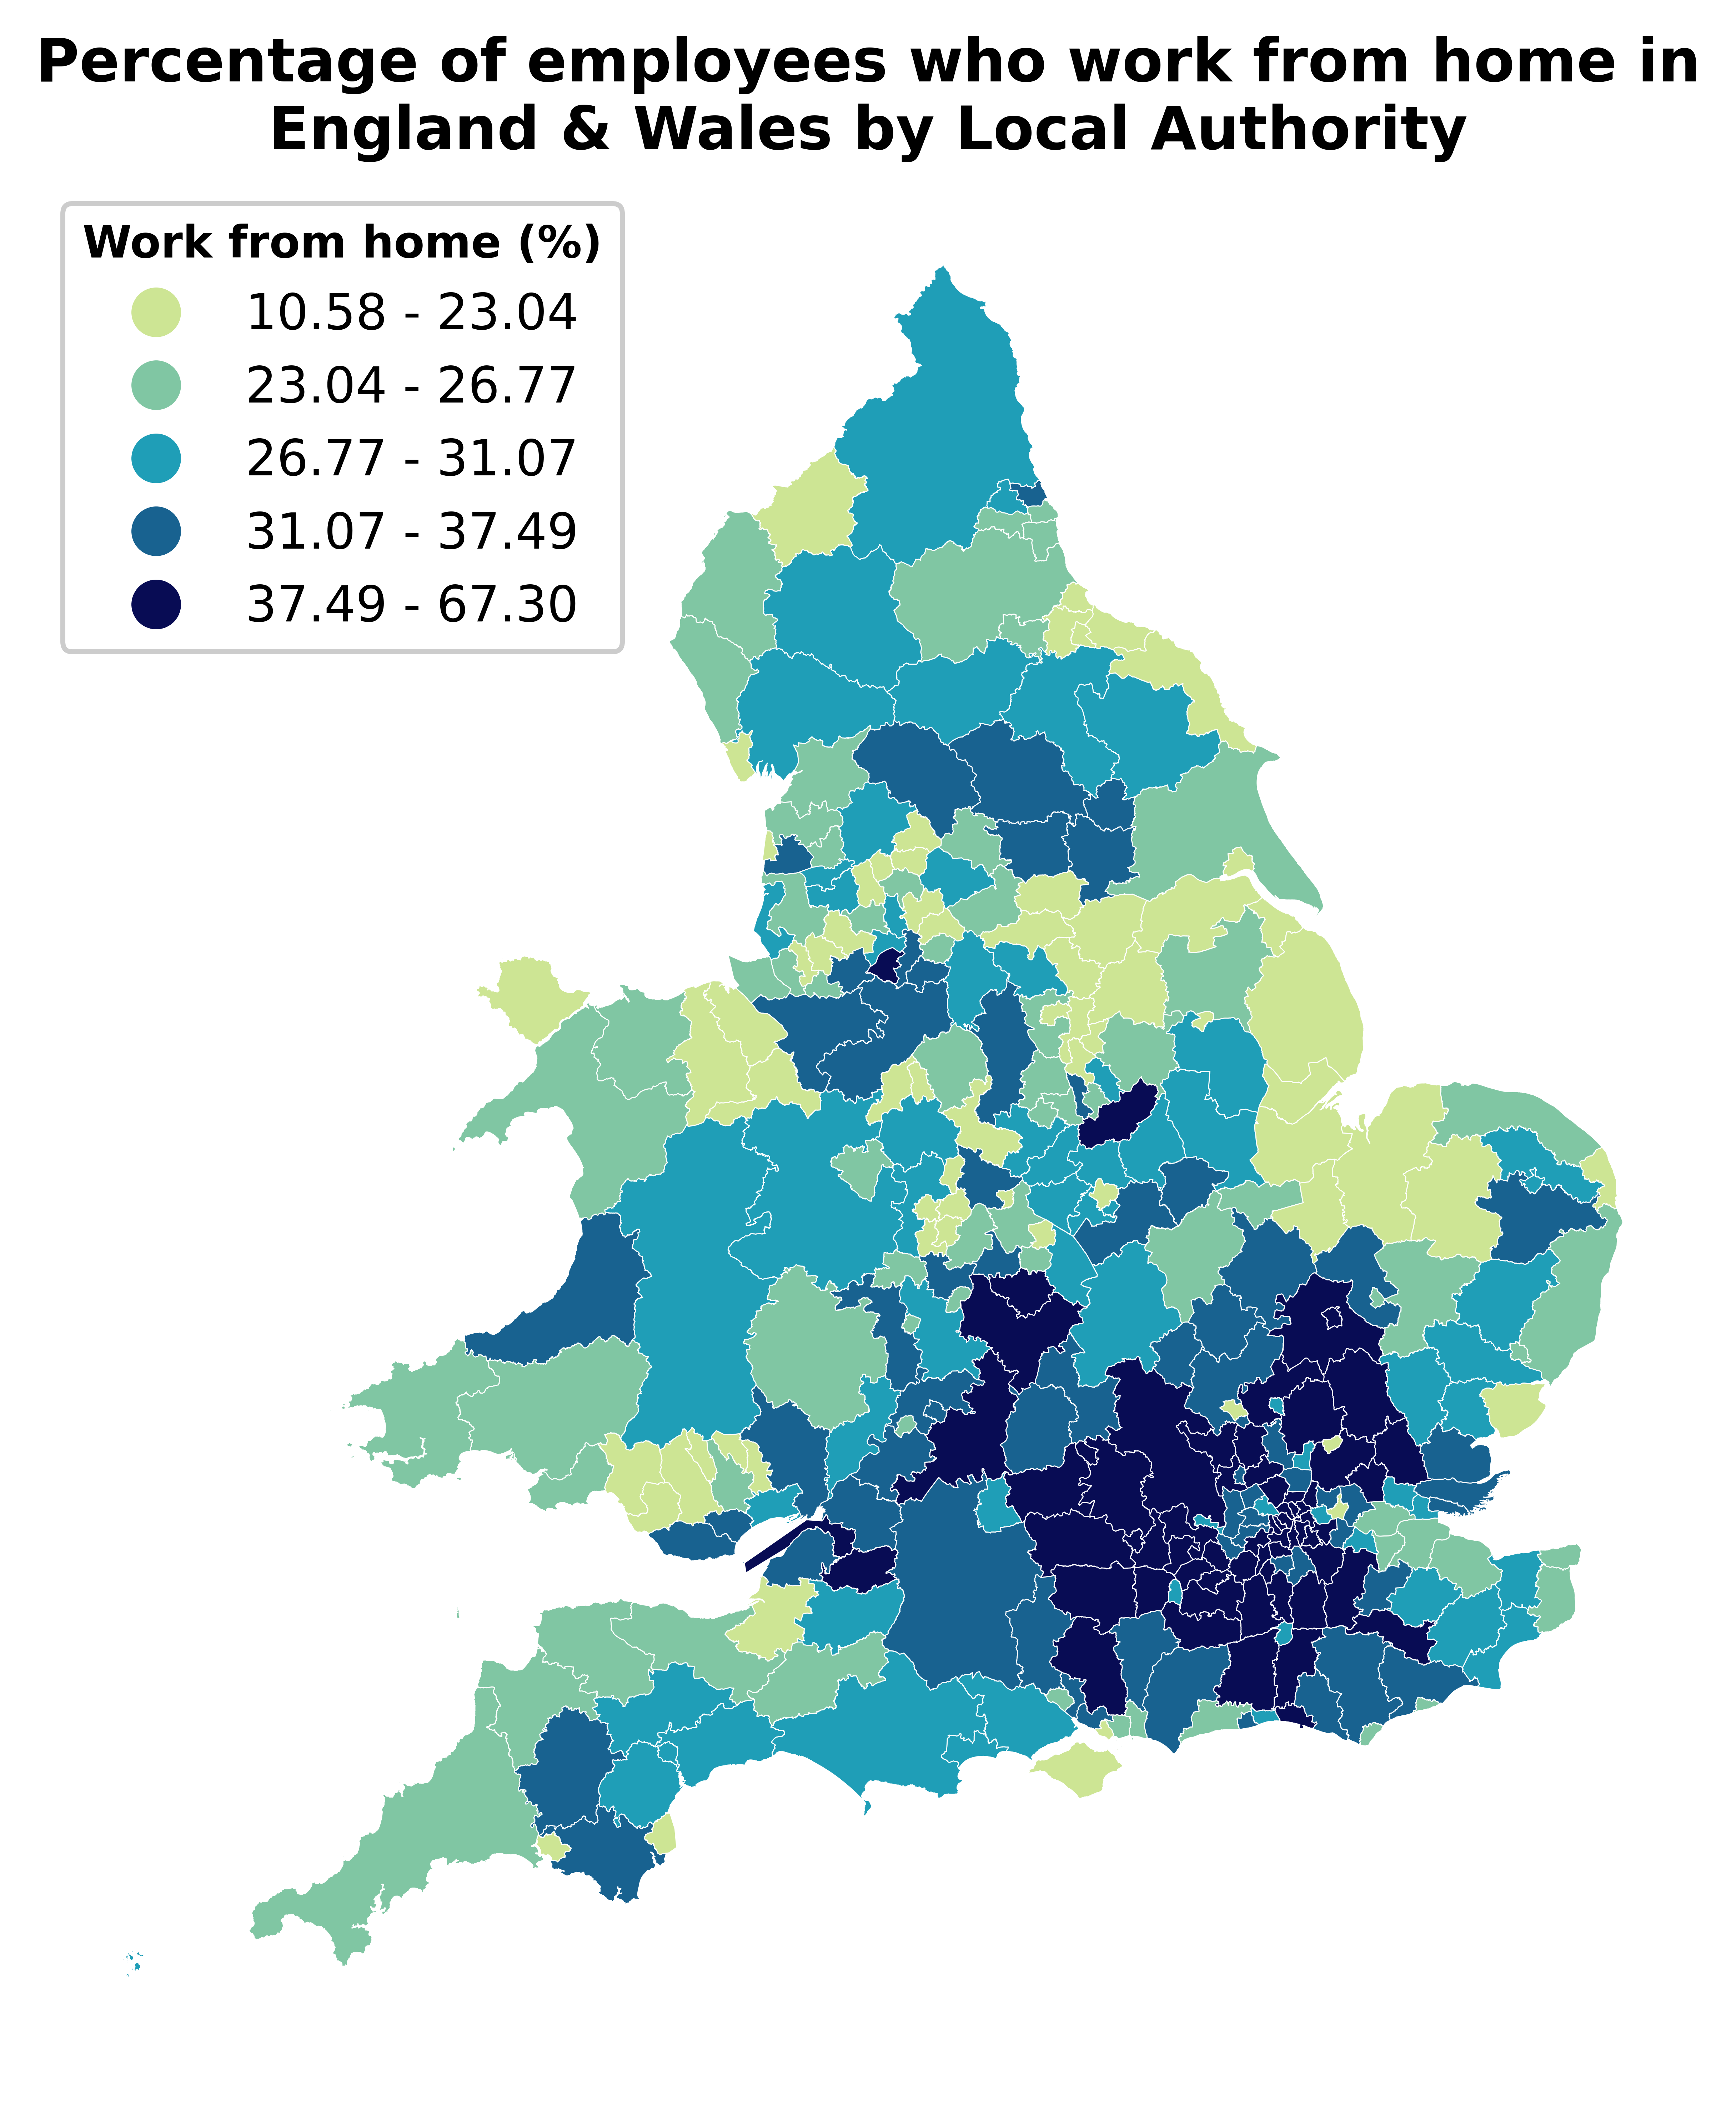 Percentage of employees who work from home in
England & Wales by Local Authority
Work from home (%)
10.58 - 23.04
23.04 - 26.77
26.77 - 31.07
31.07 - 37.49
37.49 - 67.30